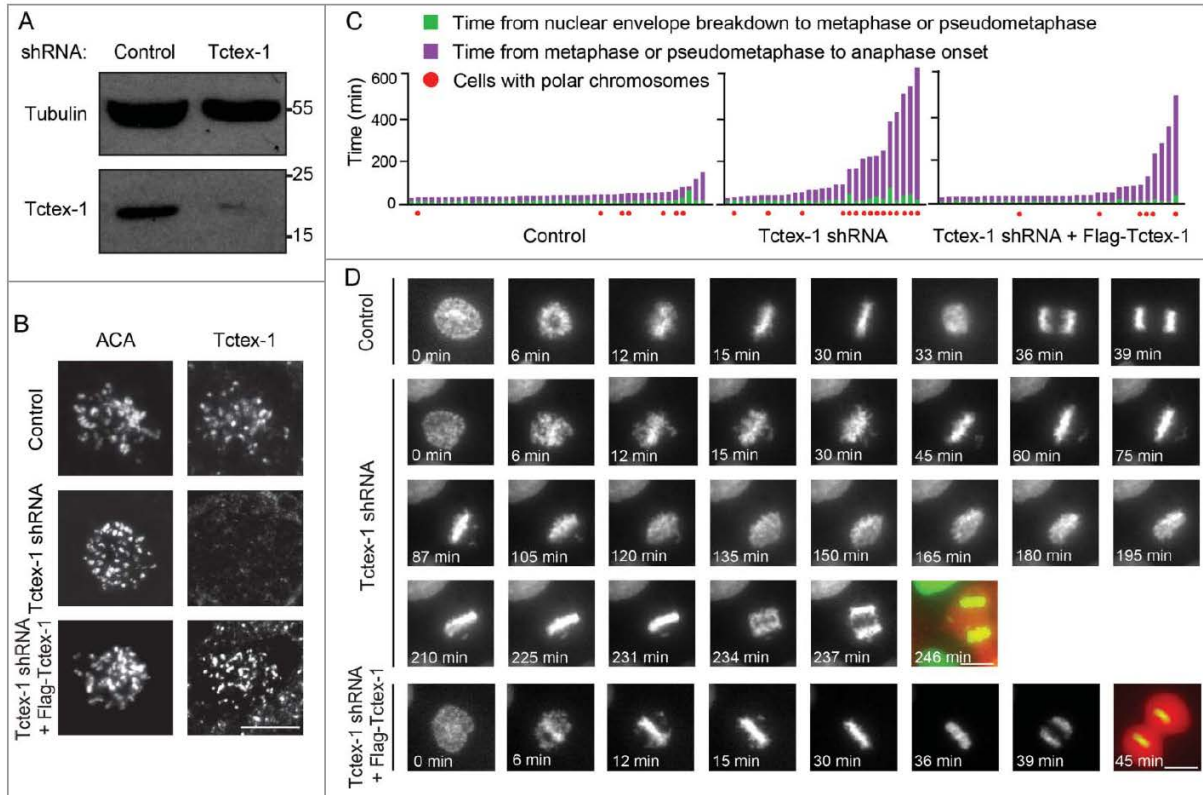 A
shRNA:
Control
Tctex-1
Tubulin
55
Tctex-1
25
15
B
ACA
Tctex-1
Control
Tctex-1 shRNA
Tctex-1 shRNA
+ Flag-Tctex-1
C
Time from nuclear envelope breakdown to metaphase or pseudometaphase
Time from metaphase or pseudometaphase to anaphase onset
Cells with polar chromosomes
Time (min)
600
400
200
0
Control
Tctex-1 shRNA
Tctex-1 shRNA + Flag-Tctex-1
D
Control
0 min
6 min
12 min
15 min
30 min
33 min
36 min
39 min
Tctex-1 shRNA
0 min
6 min
12 min
15 min
30 min
45 min
60 min
75 min
87 min
105 min
120 min
135 min
150 min
165 min
180 min
195 min
210 min
225 min
231 min
234 min
237 min
246 min
Tctex-1 shRNA
+ Flag-Tctex-1
0 min
6 min
12 min
15 min
30 min
36 min
39 min
45 min